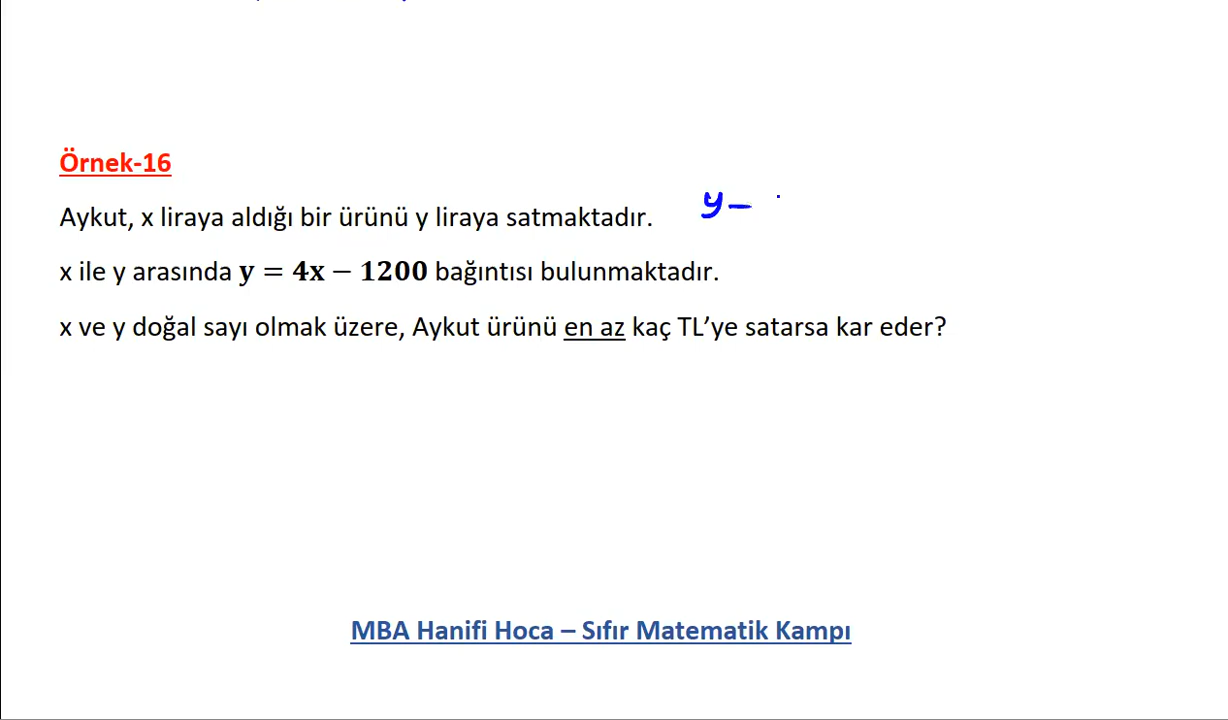 Örnek-16
Aykut, x liraya aldığı bir ürünü y liraya satmaktadır. y –
x ile y arasında y = 4x − 1200 bağıntısı bulunmaktadır.
x ve y doğal sayı olmak üzere, Aykut ürünü en az kaç TL’ye satarsa kar eder?
MBA Hanifi Hoca – Sıfır Matematik Kampı